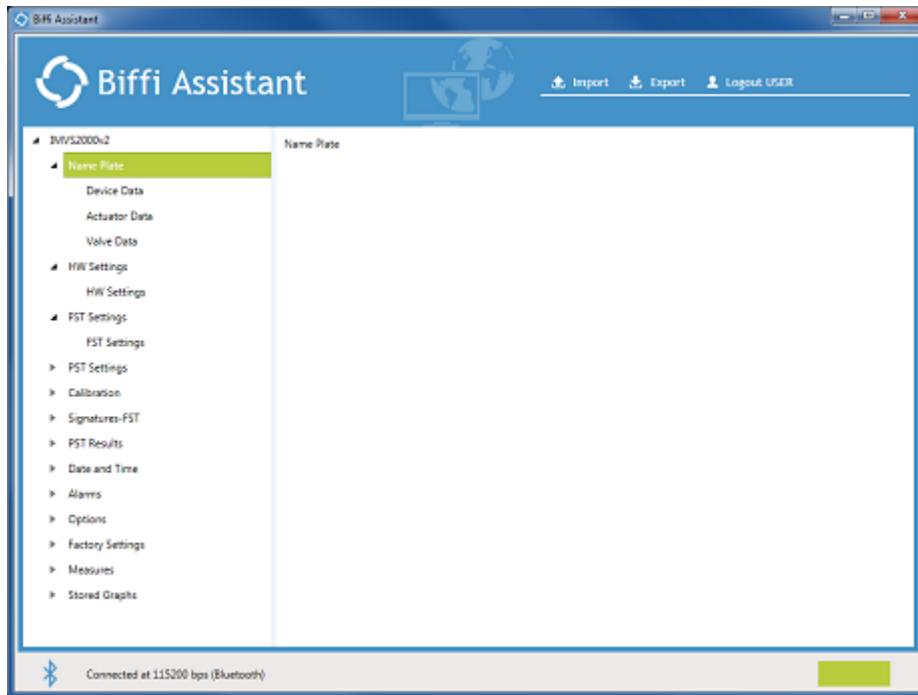 Biffi Assistant
Biffi Assistant
Import Export Logout USER
IMVS2000v2
Name Plate
Name Plate
Device Data
Actuator Data
Valve Data
HW Settings
HW Settings
FST Settings
FST Settings
PST Settings
Calibration
Signatures-FST
PST Results
Date and Time
Alarms
Options
Factory Settings
Measures
Stored Graphs
Connected at 115200 bps (Bluetooth)